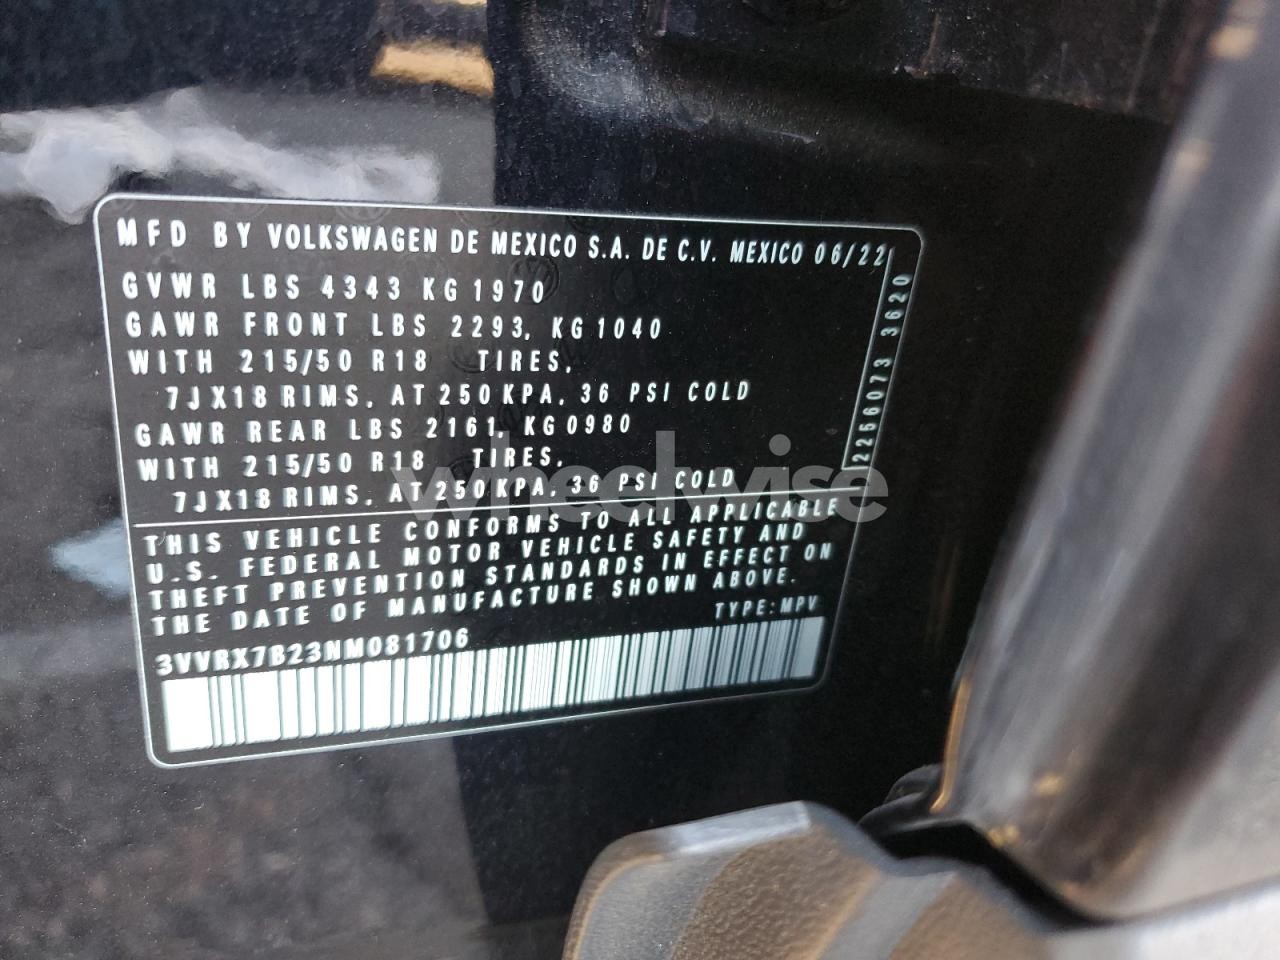 MFD BY VOLKSWAGEN DE MEXICO S.A. DE C.V. MEXICO 06/22
GVWR LBS 4343 KG 1970
GAWR FRONT LBS 2293, KG 1040
WITH 215/50 R18 TIRES,
7JX18 RIMS, AT 250 KPA, 36 PSI COLD
GAWR REAR LBS 2161, KG 0980
WITH 215/50 R18 TIRES,
7JX18 RIMS, AT 250 KPA, 36 PSI COLD
2256073 3620
THIS VEHICLE CONFORMS TO ALL APPLICABLE
U.S. FEDERAL MOTOR VEHICLE SAFETY AND
THEFT PREVENTION STANDARDS IN EFFECT ON
THE DATE OF MANUFACTURE SHOWN ABOVE.
TYPE: MPV
3VVRX7B23NM081706
wheelwise